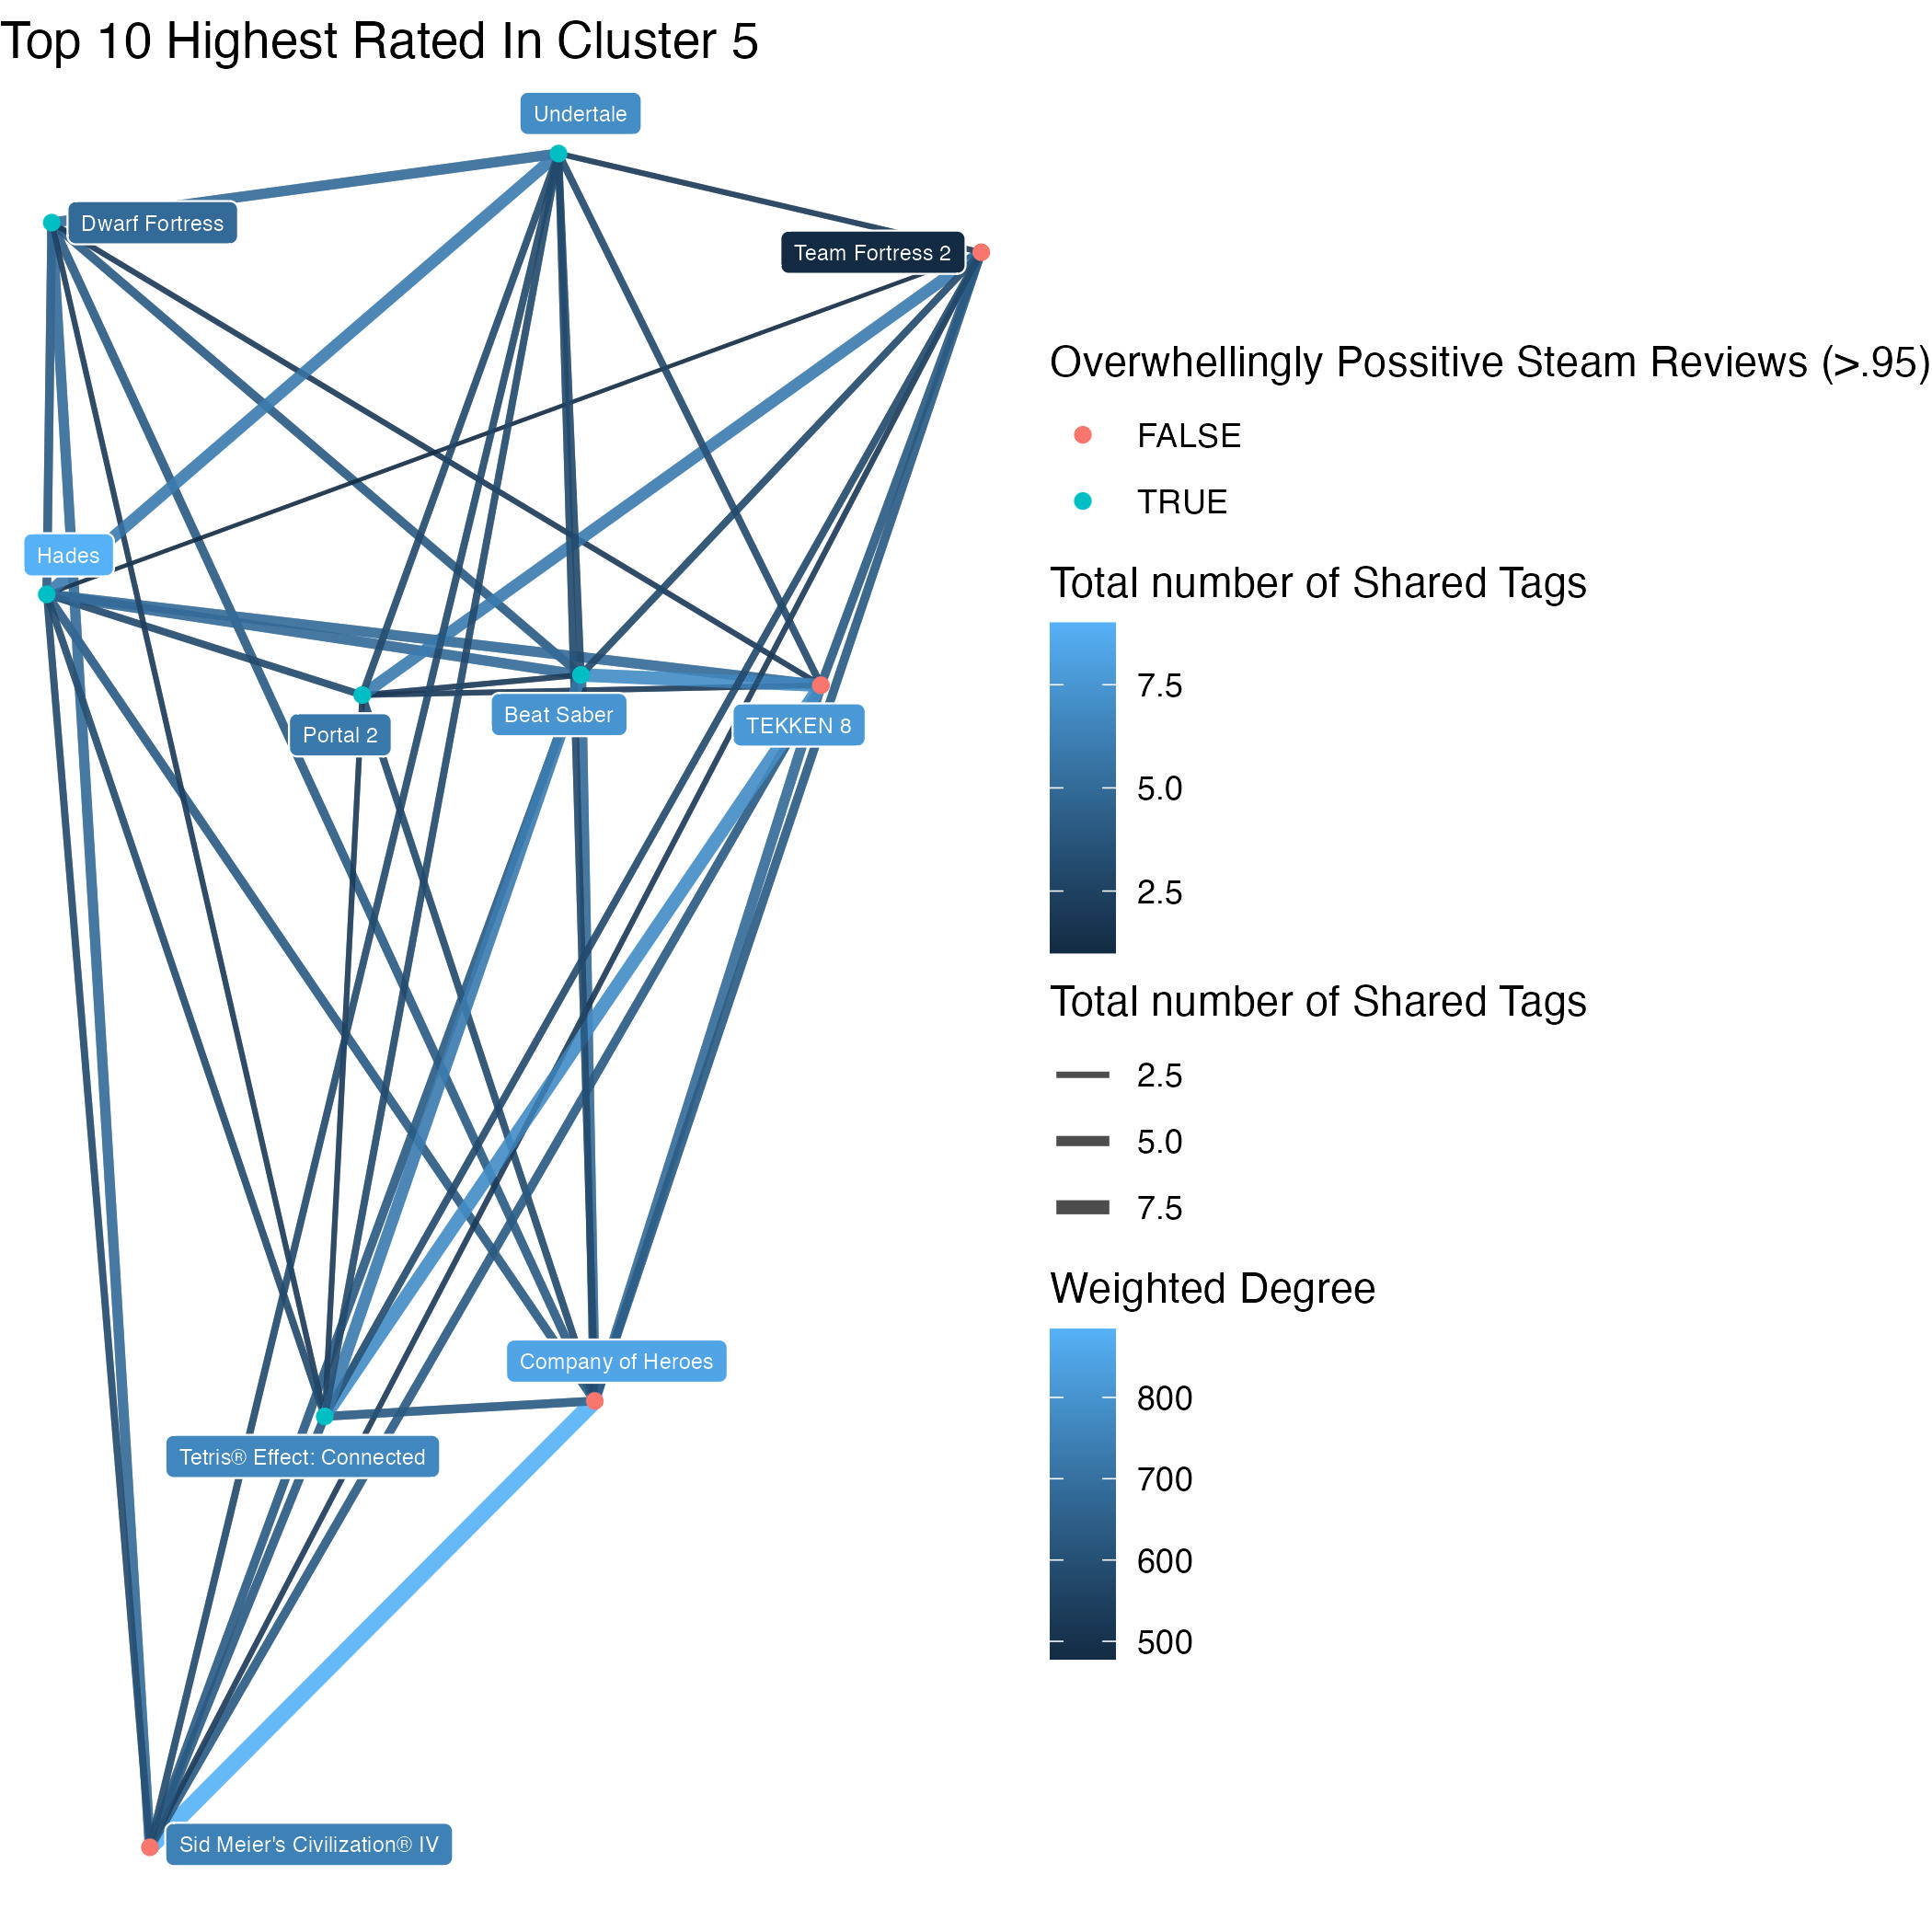 Top 10 Highest Rated In Cluster 5
Undertale
Dwarf Fortress
Team Fortress 2
Hades
Portal 2
Beat Saber
TEKKEN 8
Company of Heroes
Tetris® Effect: Connected
Sid Meier's Civilization® IV
Overwhellingly Possitive Steam Reviews (>.95)
FALSE
TRUE
Total number of Shared Tags
7.5
5.0
2.5
Total number of Shared Tags
2.5
5.0
7.5
Weighted Degree
800
700
600
500